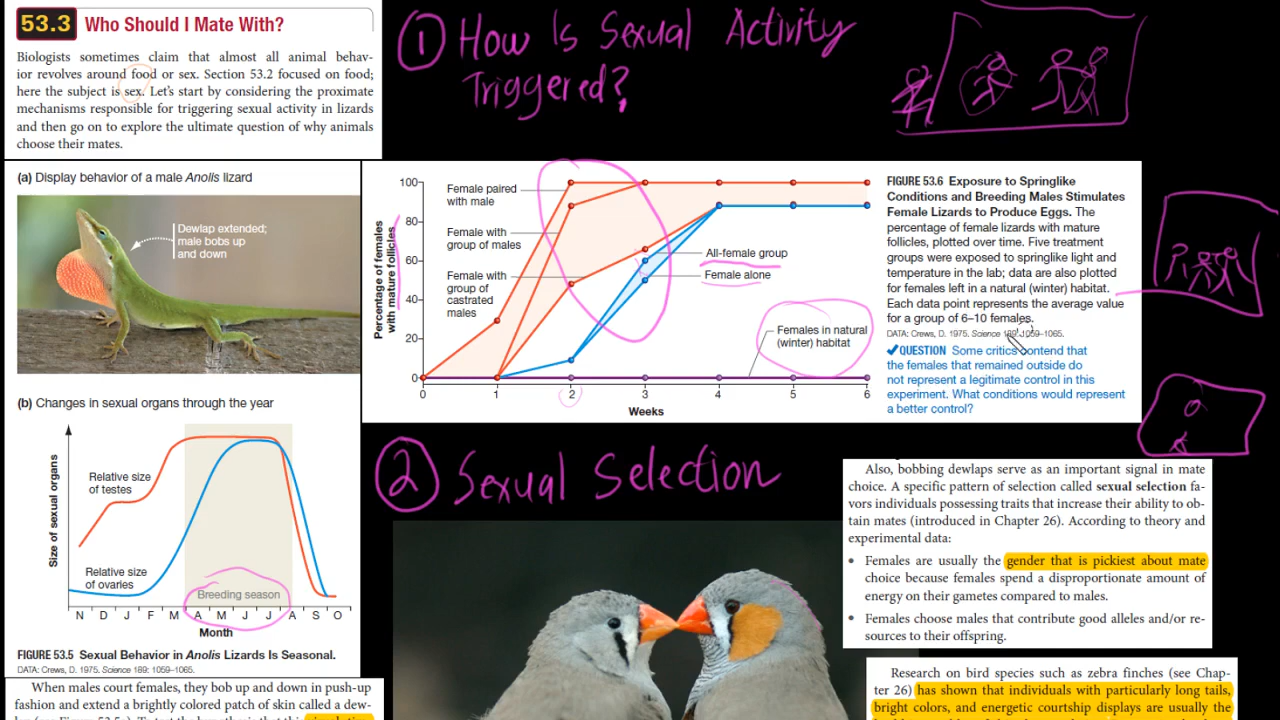 53.3 Who Should I Mate With?
Biologists sometimes claim that almost all animal behav-
ior revolves around food or sex. Section 53.2 focused on food;
here the subject is sex. Let's start by considering the proximate
mechanisms responsible for triggering sexual activity in lizards
and then go on to explore the ultimate question of why animals
choose their mates.
① How Is Sexual Activity
Triggered?
(a) Display behavior of a male Anolis lizard
Dewlap extended;
male bobs up
and down
(b) Changes in sexual organs through the year
Size of sexual organs
Relative size
of testes
Relative size
of ovaries
Breeding season
N D J F M A M J J A S O
Month
FIGURE 53.5 Sexual Behavior in Anolis Lizards Is Seasonal.
DATA: Crews, D. 1975. Science 189: 1059–1065.
When males court females, they bob up and down in push-up
fashion and extend a brightly colored patch of skin called a dew-
Percentage of females
with mature follicles
100
80
60
40
20
0
Female paired
with male
Female with
group of males
Female with
group of
castrated
males
All-female group
Female alone
Females in natural
(winter) habitat
0 1 2 3 4 5 6
Weeks
FIGURE 53.6 Exposure to Springlike
Conditions and Breeding Males Stimulates
Female Lizards to Produce Eggs. The
percentage of female lizards with mature
follicles, plotted over time. Five treatment
groups were exposed to springlike light and
temperature in the lab; data are also plotted
for females left in a natural (winter) habitat.
Each data point represents the average value
for a group of 6–10 females.
DATA: Crews, D. 1975. Science 189:1059–1065.
✔QUESTION Some critics contend that
the females that remained outside do
not represent a legitimate control in this
experiment. What conditions would represent
a better control?
② Sexual Selection
Also, bobbing dewlaps serve as an important signal in mate
choice. A specific pattern of selection called sexual selection fa-
vors individuals possessing traits that increase their ability to ob-
tain mates (introduced in Chapter 26). According to theory and
experimental data:
• Females are usually the gender that is pickiest about mate
choice because females spend a disproportionate amount of
energy on their gametes compared to males.
• Females choose males that contribute good alleles and/or re-
sources to their offspring.
Research on bird species such as zebra finches (see Chap-
ter 26) has shown that individuals with particularly long tails,
bright colors, and energetic courtship displays are usually the